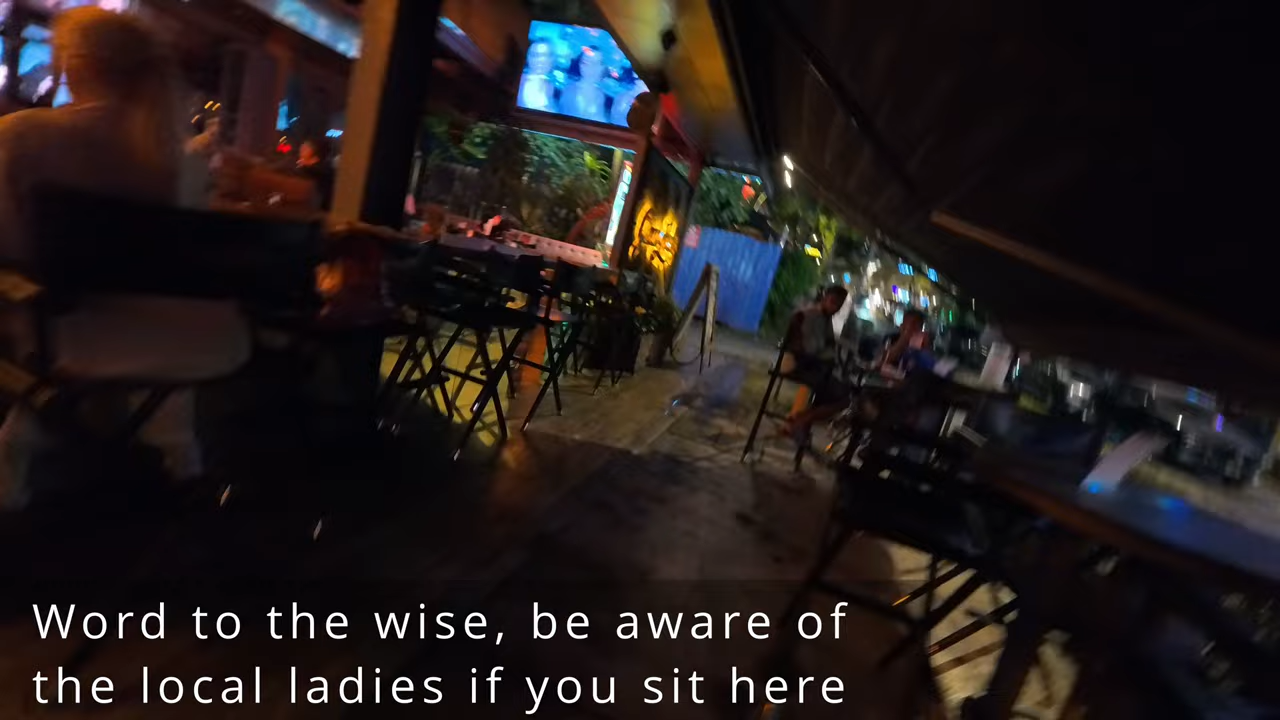 Word to the wise, be aware of
the local ladies if you sit here